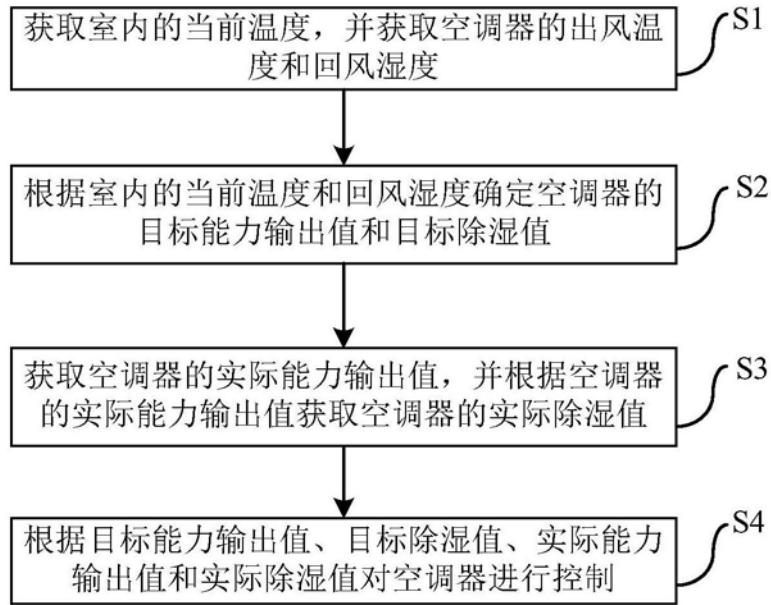 获取室内的当前温度，并获取空调器的出风温
度和回风湿度
S1
根据室内的当前温度和回风湿度确定空调器的
目标能力输出值和目标除湿值
S2
获取空调器的实际能力输出值，并根据空调器
的实际能力输出值获取空调器的实际除湿值
S3
根据目标能力输出值、目标除湿值、实际能力
输出值和实际除湿值对空调器进行控制
S4